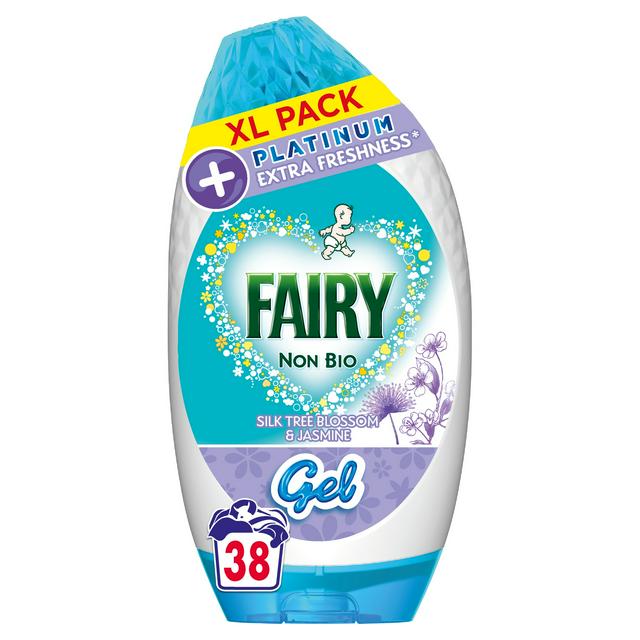 XL PACK
+ PLATINUM
EXTRA FRESHNESS*
FAIRY
NON BIO
SILK TREE BLOSSOM
& JASMINE
Gel
38